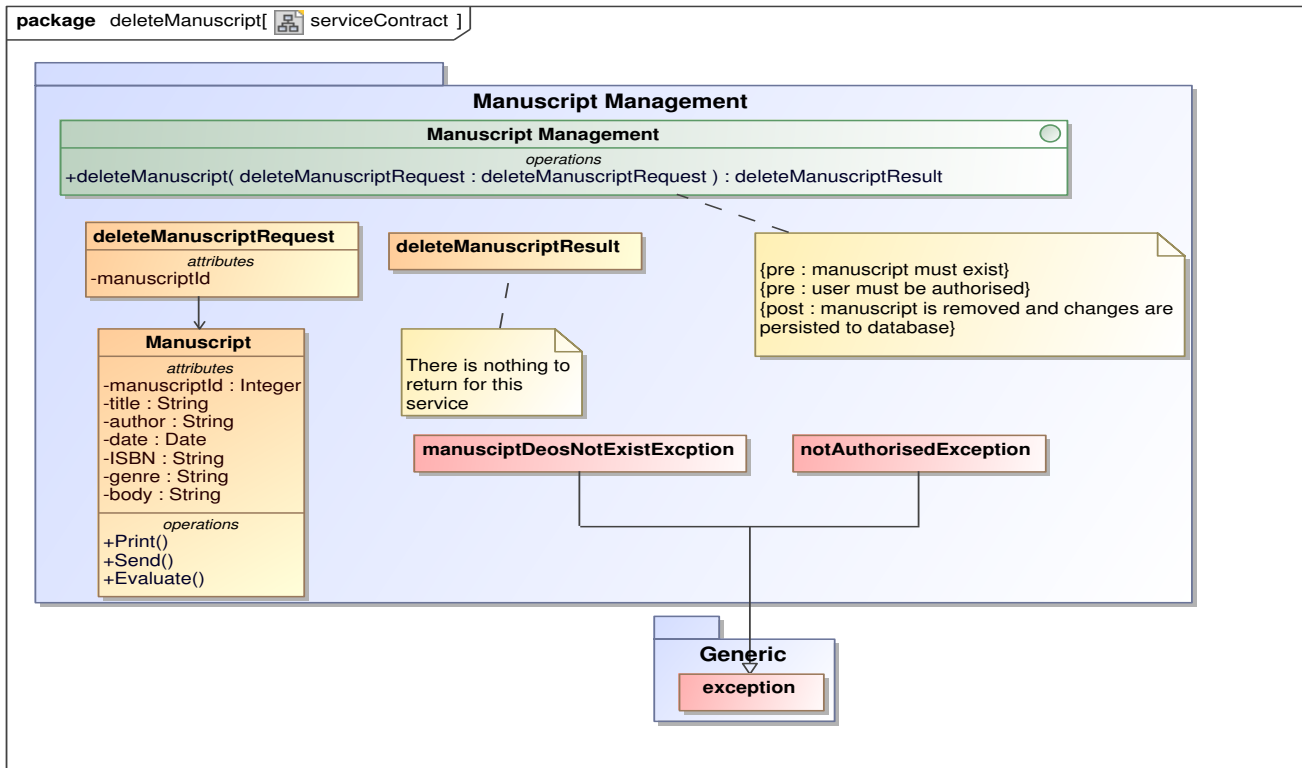 package deleteManuscript[ serviceContract ]
Manuscript Management
Manuscript Management
operations
+deleteManuscript( deleteManuscriptRequest : deleteManuscriptRequest ) : deleteManuscriptResult
deleteManuscriptRequest
attributes
-manuscriptId
deleteManuscriptResult
{pre : manuscript must exist}
{pre : user must be authorised}
{post : manuscript is removed and changes are
persisted to database}
Manuscript
attributes
-manuscriptId : Integer
-title : String
-author : String
-date : Date
-ISBN : String
-genre : String
-body : String
operations
+Print()
+Send()
+Evaluate()
There is nothing to
return for this
service
manusciptDeosNotExistExcption
notAuthorisedException
Generic
exception